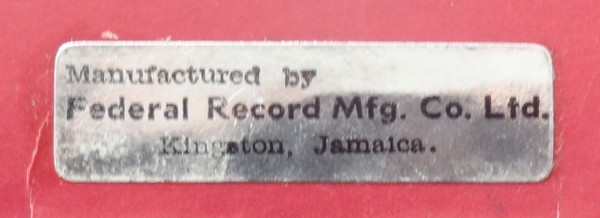 Manufactured by
Federal Record Mfg. Co. Ltd.
Kingston, Jamaica.